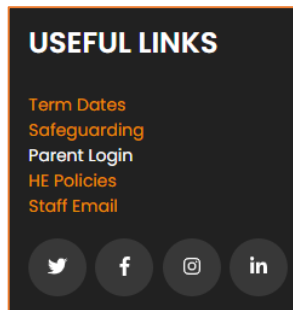 USEFUL LINKS
Term Dates
Safeguarding
Parent Login
HE Policies
Staff Email